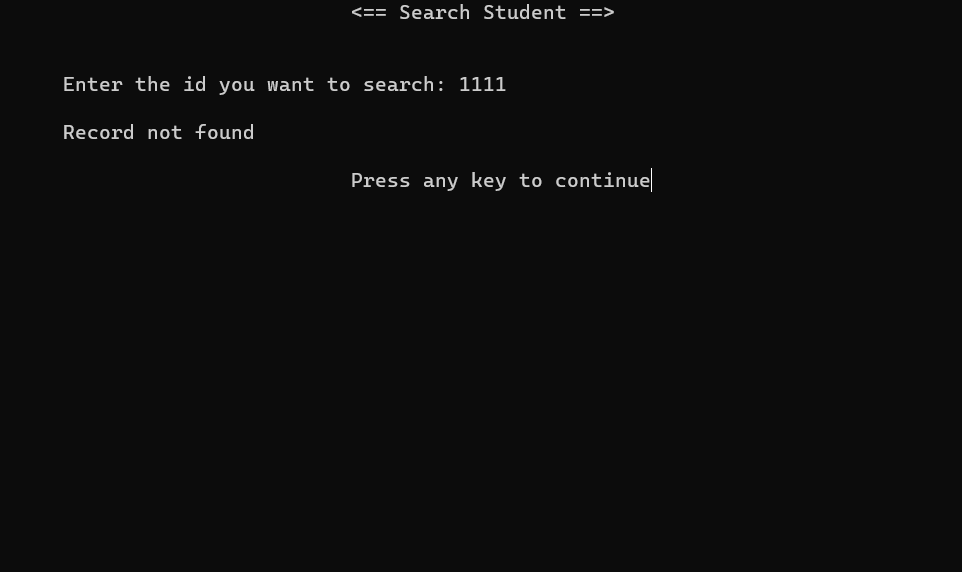 <== Search Student ==>
Enter the id you want to search: 1111
Record not found
Press any key to continue